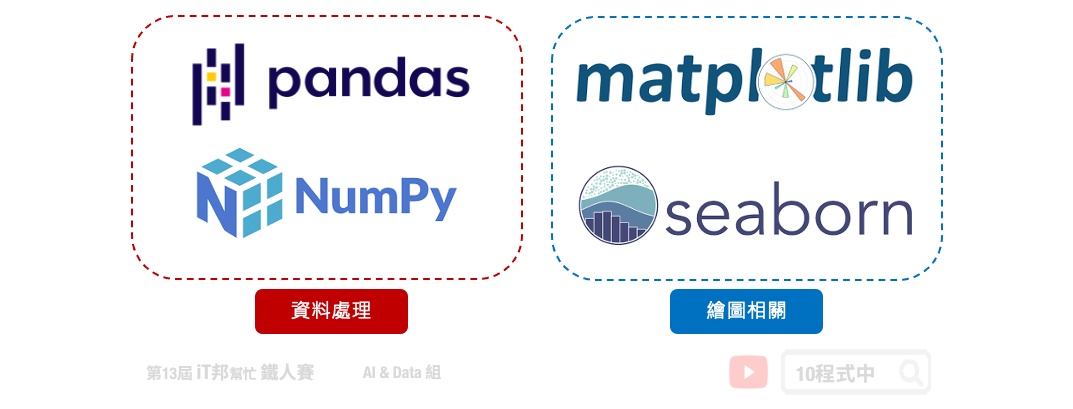 pandas
NumPy
資料處理
matplotlib
seaborn
繪圖相關
第13屆 iT邦幫忙 鐵人賽
AI & Data 組
10程式中